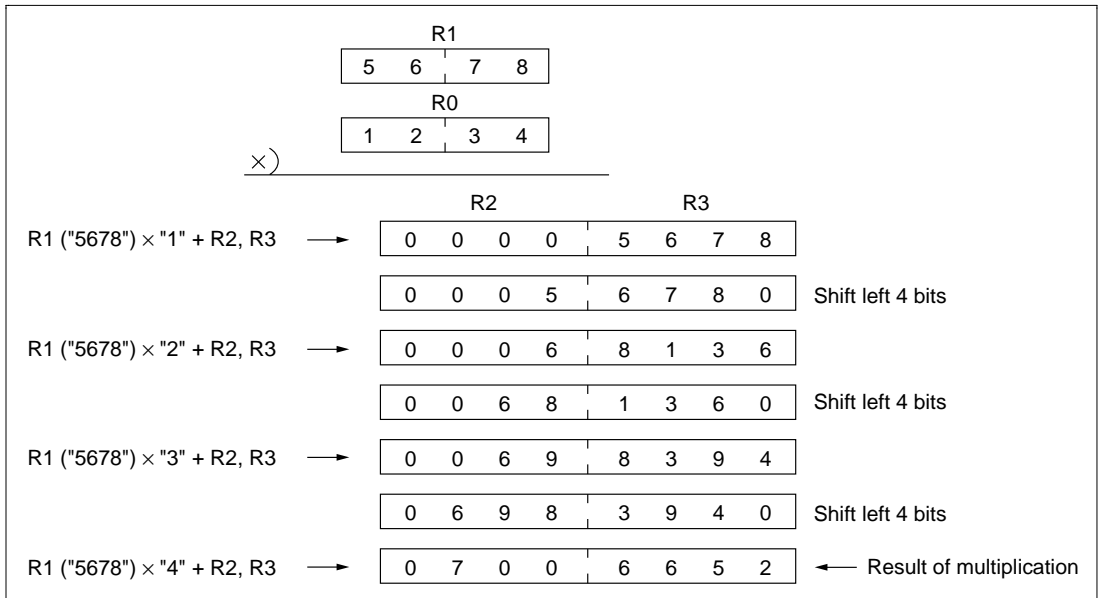 R1
5 6 7 8
R0
1 2 3 4
×)
R2 R3
R1 ("5678") × "1" + R2, R3 → 0 0 0 0 5 6 7 8
0 0 0 5 6 7 8 0 Shift left 4 bits
R1 ("5678") × "2" + R2, R3 → 0 0 0 6 8 1 3 6
0 0 6 8 1 3 6 0 Shift left 4 bits
R1 ("5678") × "3" + R2, R3 → 0 0 6 9 8 3 9 4
0 6 9 8 3 9 4 0 Shift left 4 bits
R1 ("5678") × "4" + R2, R3 → 0 7 0 0 6 6 5 2 ← Result of multiplication